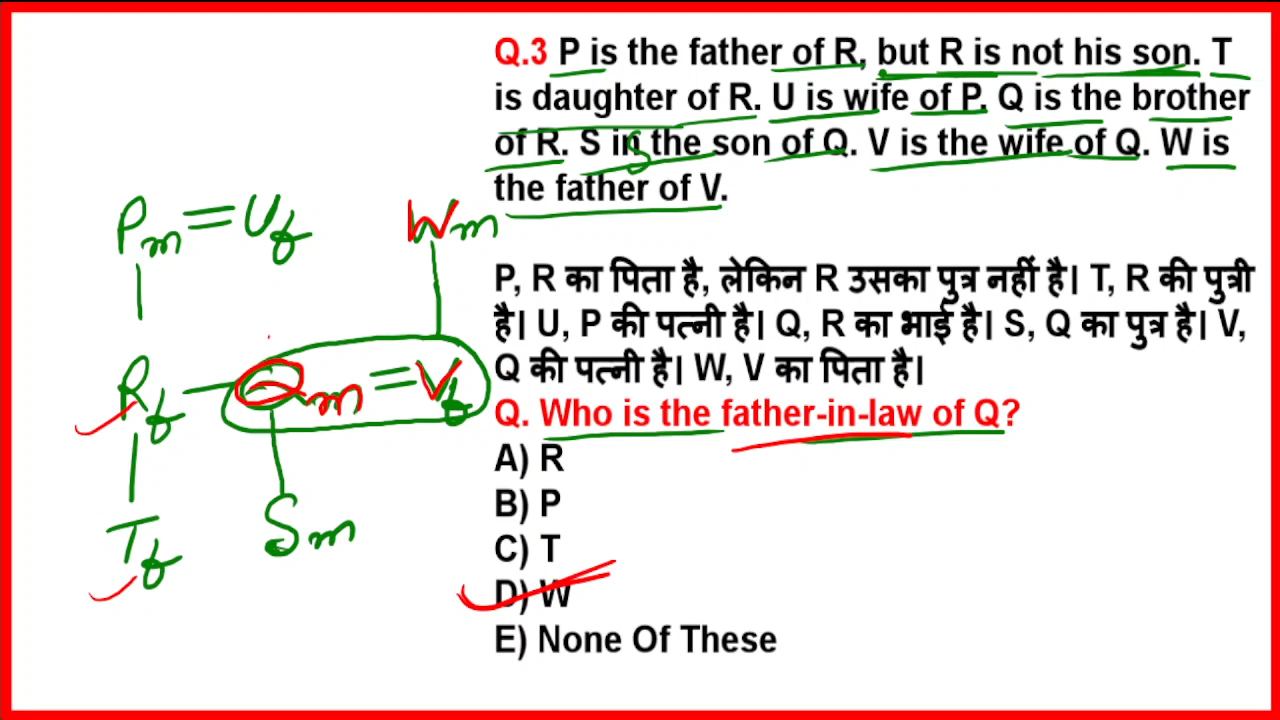 Q.3 P is the father of R, but R is not his son. T
is daughter of R. U is wife of P. Q is the brother
of R. S in the son of Q. V is the wife of Q. W is
the father of V.
S
P, R का पिता है, लेकिन R उसका पुत्र नहीं है। T, R की पुत्री
है। U, P की पत्नी है। Q, R का भाई है। S, Q का पुत्र है। V,
Q की पत्नी है। W, V का पिता है।
Q. Who is the father-in-law of Q?
A) R
B) P
C) T
D) W
E) None Of These
Pm = Uf Wm
Rf - Qm = Vf
Tf Sm